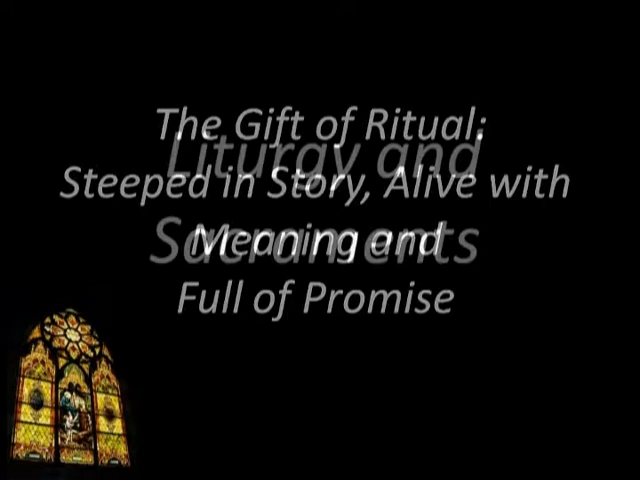 The Gift of Ritual:
Liturgy and
Steeped in Story, Alive with
Sacraments
Meaning and
Full of Promise